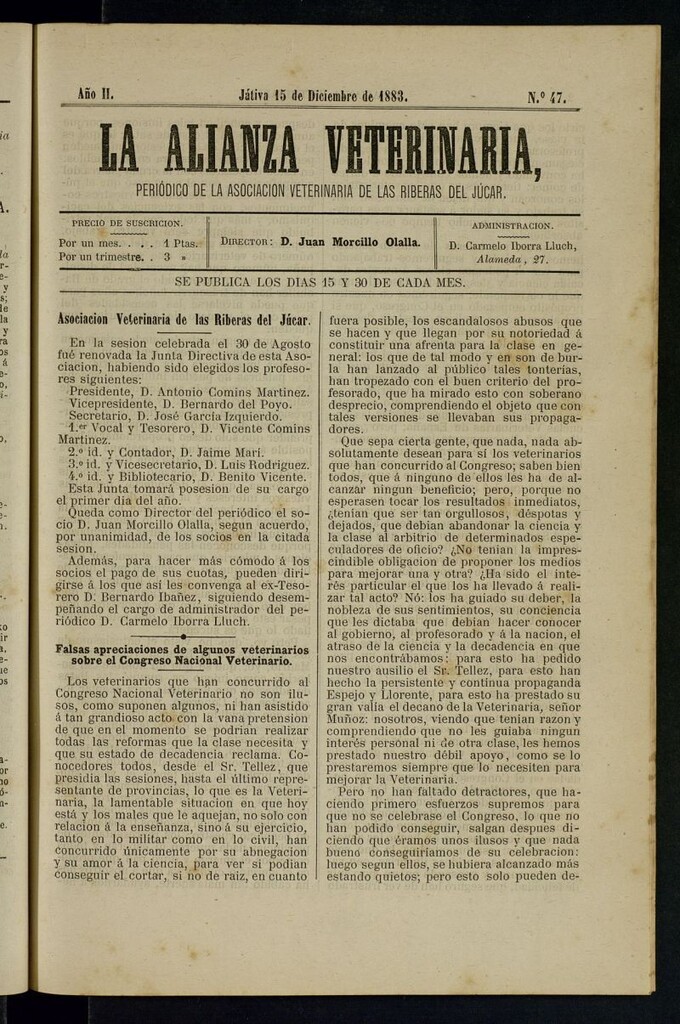 Año II.
Játiva 15 de Diciembre de 1883.
N.º 47.
LA ALIANZA VETERINARIA,
PERIÓDICO DE LA ASOCIACION VETERINARIA DE LAS RIBERAS DEL JÚCAR.
PRECIO DE SUSCRICION.
Por un mes. . . . 1 Ptas.
Por un trimestre. . 3 »
DIRECTOR: D. Juan Morcillo Olalla.
ADMINISTRACION.
D. Carmelo Iborra Lluch,
Alameda, 27.
SE PUBLICA LOS DIAS 15 Y 30 DE CADA MES.
Asociacion Veterinaria de las Riberas del Júcar.
En la sesion celebrada el 30 de Agosto
fué renovada la Junta Directiva de esta Aso-
ciacion, habiendo sido elegidos los profeso-
res siguientes:
Presidente, D. Antonio Comins Martinez.
Vicepresidente, D. Bernardo del Poyo.
Secretario, D. José García Izquierdo.
1.er Vocal y Tesorero, D. Vicente Comins
Martinez.
2.º id. y Contador, D. Jaime Marí.
3.º id. y Vicesecretario, D. Luis Rodriguez.
4.º id. y Bibliotecario, D. Benito Vicente.
Esta Junta tomará posesion de su cargo
el primer dia del año.
Queda como Director del periódico el so-
cio D. Juan Morcillo Olalla, segun acuerdo,
por unanimidad, de los socios en la citada
sesion.
Además, para hacer más cómodo á los
socios el pago de sus cuotas, pueden diri-
girse á los que así les convenga al ex-Teso-
rero D. Bernardo Ibañez, siguiendo desem-
peñando el cargo de administrador del pe-
riódico D. Carmelo Iborra Lluch.
Falsas apreciaciones de algunos veterinarios
sobre el Congreso Nacional Veterinario.
Los veterinarios que han concurrido al
Congreso Nacional Veterinario no son ilu-
sos, como suponen algunos, ni han asistido
á tan grandioso acto con la vana pretension
de que en el momento se podrian realizar
todas las reformas que la clase necesita y
que su estado de decadencia reclama. Co-
nocedores todos, desde el Sr. Tellez, que
presidia las sesiones, hasta el último repre-
sentante de provincias, lo que es la Veteri-
naria, la lamentable situacion en que hoy
está y los males que le aquejan, no solo con
relacion á la enseñanza, sino á su ejercicio,
tanto en lo militar como en lo civil, han
concurrido únicamente por su abnegacion
y su amor á la ciencia, para ver si podian
conseguir el cortar, si no de raiz, en cuanto
fuera posible, los escandalosos abusos que
se hacen y que llegan por su notoriedad á
constituir una afrenta para la clase en ge-
neral: los que de tal modo y en son de bur-
la han lanzado al público tales tonterías,
han tropezado con el buen criterio del pro-
fesorado, que ha mirado esto con soberano
desprecio, comprendiendo el objeto que con
tales versiones se llevaban sus propaga-
dores.
Que sepa cierta gente, que nada, nada ab-
solutamente desean para sí los veterinarios
que han concurrido al Congreso; saben bien
todos, que á ninguno de ellos les ha de al-
canzar ningun beneficio; pero, porque no
esperasen tocar los resultados inmediatos,
¿tenian que ser tan orgullosos, déspotas y
dejados, que debian abandonar la ciencia y
la clase al arbitrio de determinados espe-
culadores de oficio? ¿No tenian la impres-
cindible obligacion de proponer los medios
para mejorar una y otra? ¿Ha sido el inte-
rés particular el que los ha llevado á reali-
zar tal acto? Nó: los ha guiado su deber, la
nobleza de sus sentimientos, su conciencia
que les dictaba que debian hacer conocer
al gobierno, al profesorado y á la nacion, el
atraso de la ciencia y la decadencia en que
nos encontrábamos: para esto ha pedido
nuestro ausilio el Sr. Tellez, para esto han
hecho la persistente y continua propaganda
Espejo y Llorente, para esto ha prestado su
gran valía el decano de la Veterinaria, señor
Muñoz: nosotros, viendo que tenian razon y
comprendiendo que no les guiaba ningun
interés personal ni de otra clase, les hemos
prestado nuestro débil apoyo, como se lo
prestaremos siempre que lo necesiten para
mejorar la Veterinaria.
Pero no han faltado detractores, que ha-
ciendo primero esfuerzos supremos para
que no se celebrase el Congreso, lo que no
han podido conseguir, salgan despues di-
ciendo que éramos unos ilusos y que nada
bueno conseguiríamos de su celebracion:
luego segun ellos, se hubiera alcanzado más
estando quietos; pero esto solo pueden de-